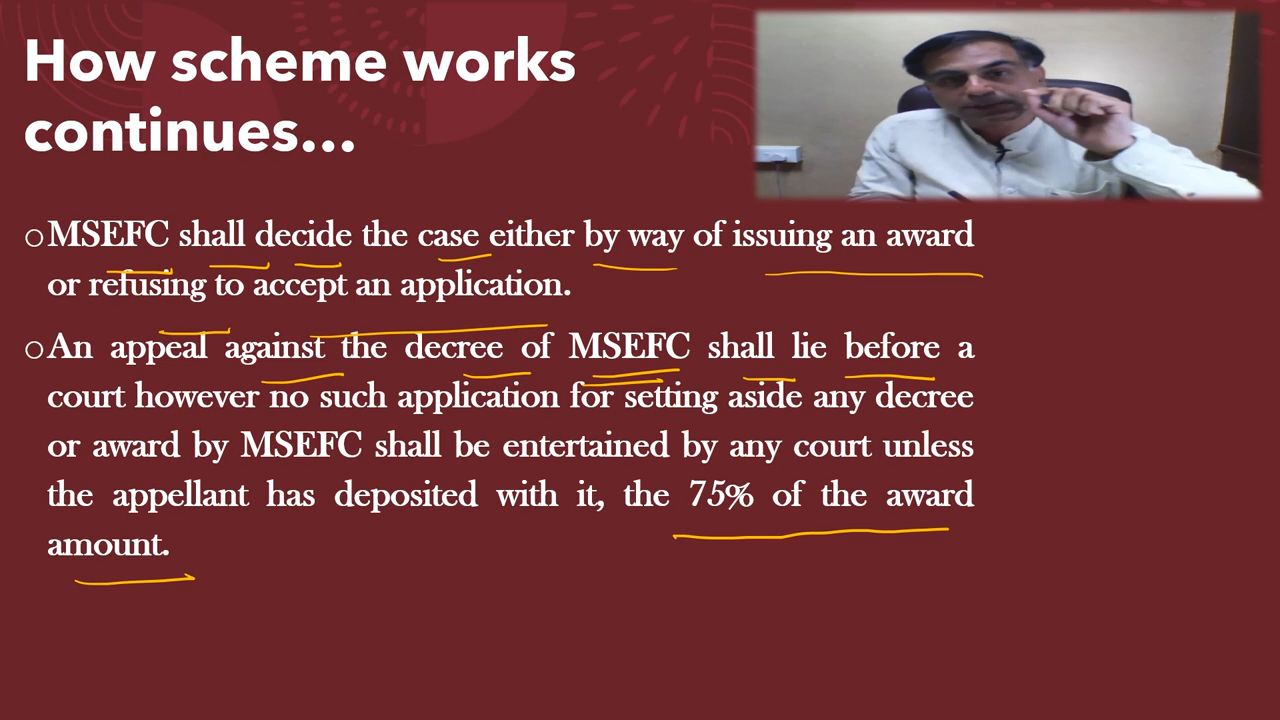 How scheme works
continues...
○MSEFC shall decide the case either by way of issuing an award
or refusing to accept an application.
○An appeal against the decree of MSEFC shall lie before a
court however no such application for setting aside any decree
or award by MSEFC shall be entertained by any court unless
the appellant has deposited with it, the 75% of the award
amount.